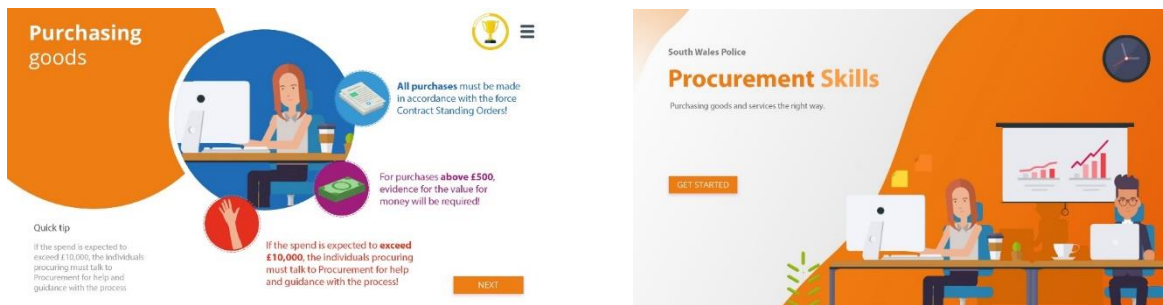 Purchasing
goods
All purchases must be made
in accordance with the force
Contract Standing Orders!
For purchases above £500,
evidence for the value for
money will be required!
If the spend is expected to exceed
£10,000, the individuals procuring
must talk to Procurement for help
and guidance with the process!
Quick tip
If the spend is expected to
exceed £10,000, the individuals
procuring must talk to
Procurement for help and
guidance with the process
NEXT
South Wales Police
Procurement Skills
Purchasing goods and services the right way.
GET STARTED